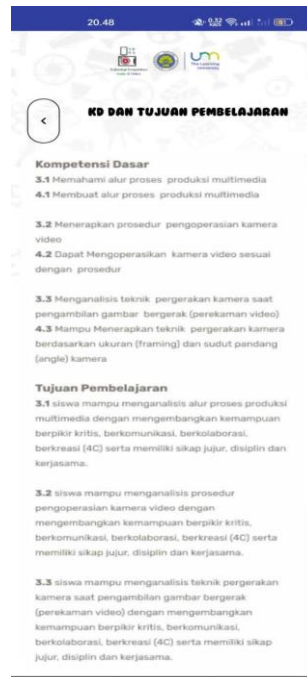 20.48
KD DAN TUJUAN PEMBELAJARAN
Kompetensi Dasar
3.1 Memahami alur proses produksi multimedia
4.1 Membuat alur proses produksi multimedia
3.2 Menerapkan prosedur pengoperasian kamera
video
4.2 Dapat Mengoperasikan kamera video sesuai
dengan prosedur
3.3 Menganalisis teknik pergerakan kamera saat
pengambilan gambar bergerak (perekaman video)
4.3 Mampu Menerapkan teknik pergerakan kamera
berdasarkan ukuran (framing) dan sudut pandang
(angle) kamera
Tujuan Pembelajaran
3.1 siswa mampu menganalisis alur proses produksi
multimedia dengan mengembangkan kemampuan
berpikir kritis, berkomunikasi, berkolaborasi,
berkreasi (4C) serta memiliki sikap jujur, disiplin dan
kerjasama.
3.2 siswa mampu menganalisis prosedur
pengoperasian kamera video dengan
mengembangkan kemampuan berpikir kritis,
berkomunikasi, berkolaborasi, berkreasi (4C) serta
memiliki sikap jujur, disiplin dan kerjasama.
3.3 siswa mampu menganalisis teknik pergerakan
kamera saat pengambilan gambar bergerak
(perekaman video) dengan mengembangkan
kemampuan berpikir kritis, berkomunikasi,
berkolaborasi, berkreasi (4C) serta memiliki sikap
jujur, disiplin dan kerjasama.